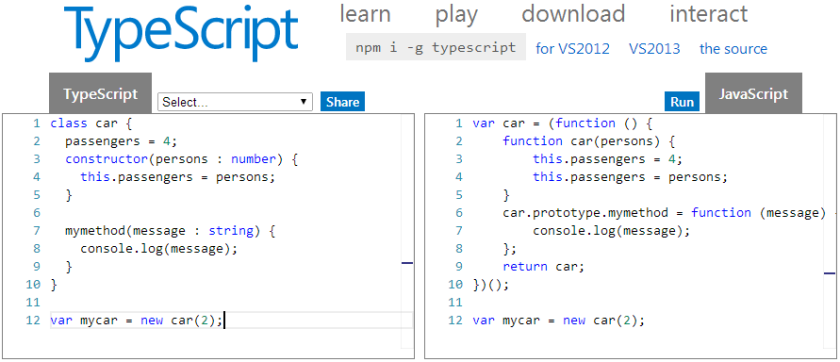 TypeScript
learn play download interact
npm i -g typescript for VS2012 VS2013 the source
TypeScript
Select...
Share
1 class car {
2 passengers = 4;
3 constructor(persons : number) {
4 this.passengers = persons;
5 }
6
7 mymethod(message : string) {
8 console.log(message);
9 }
10 }
11
12 var mycar = new car(2);
Run
JavaScript
1 var car = (function () {
2 function car(persons) {
3 this.passengers = 4;
4 this.passengers = persons;
5 }
6 car.prototype.mymethod = function (message)
7 console.log(message);
8 };
9 return car;
10 })();
11
12 var mycar = new car(2);